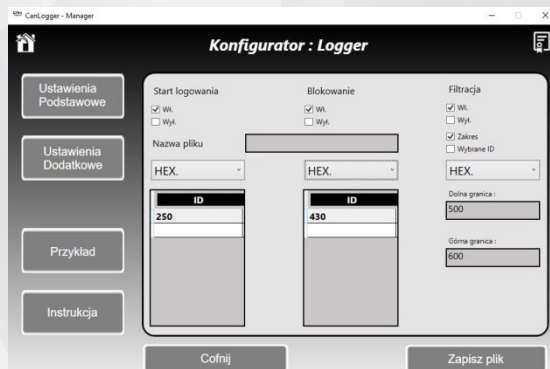 CanLogger - Manager
Konfigurator : Logger
Ustawienia
Podstawowe
Ustawienia
Dodatkowe
Przykład
Instrukcja
Start logowania
Wł.
Wył.
Nazwa pliku
HEX.
ID
250
Blokowanie
Wł.
Wył.
HEX.
ID
430
Filtracja
Wł.
Wył.
Zakres
Wybrane ID
HEX.
Dolna granica :
500
Górna granica :
600
Cofnij
Zapisz plik